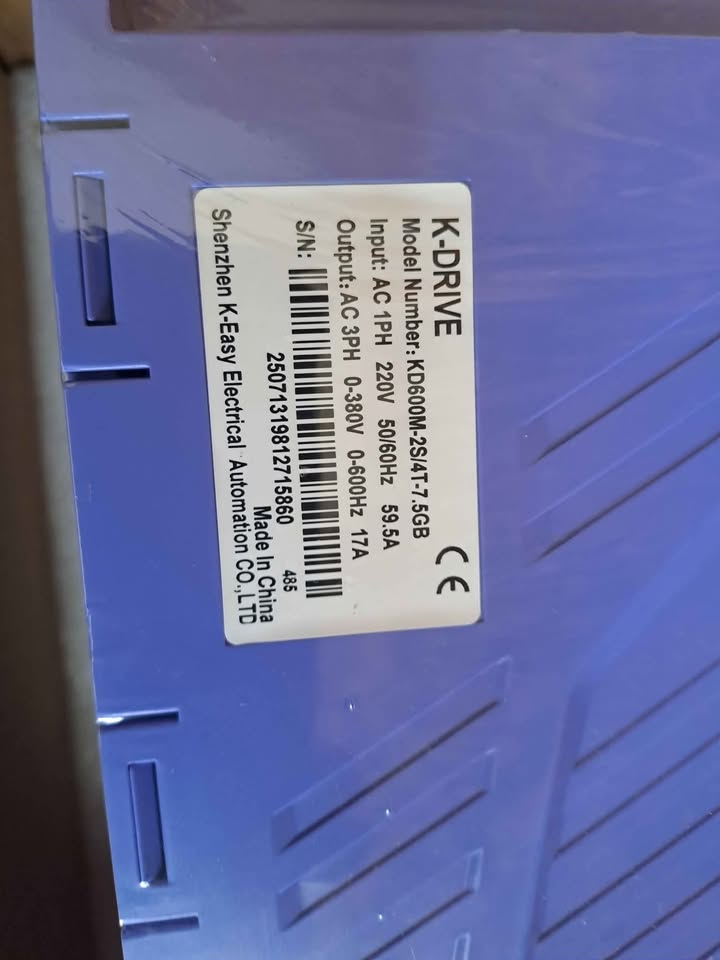 K-DRIVE
CE
Model Number: KD600M-2S/4T-7.5GB
Input: AC 1PH 220V 50/60Hz 59.5A
Output: AC 3PH 0-380V 0-600Hz 17A
S/N:
25071319812715860
485
Made In China
Shenzhen K-Easy Electrical Automation CO.,LTD